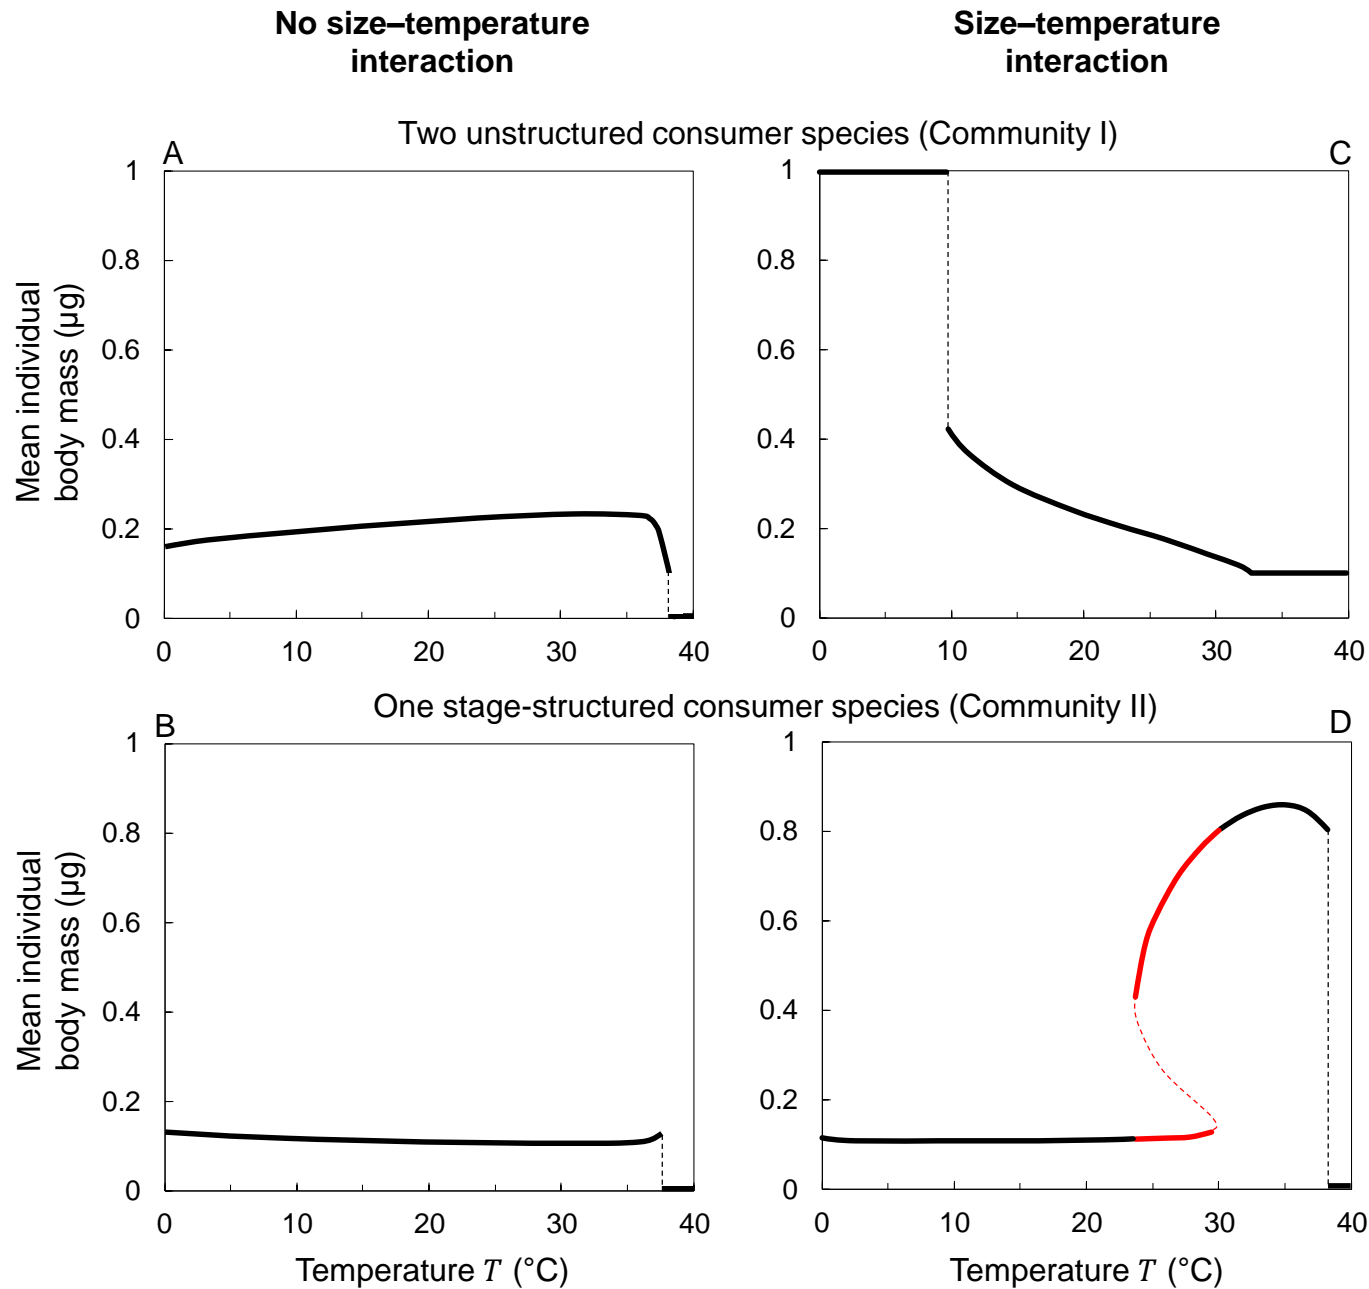 No size–temperature
interaction
Size–temperature
interaction
Two unstructured consumer species (Community I)
A
C
Mean individual
body mass (μg)
1
0.8
0.6
0.4
0.2
0
0 10 20 30 40
1
0.8
0.6
0.4
0.2
0
0 10 20 30 40
One stage-structured consumer species (Community II)
B
D
Mean individual
body mass (μg)
1
0.8
0.6
0.4
0.2
0
0 10 20 30 40
Temperature T (°C)
1
0.8
0.6
0.4
0.2
0
0 10 20 30 40
Temperature T (°C)